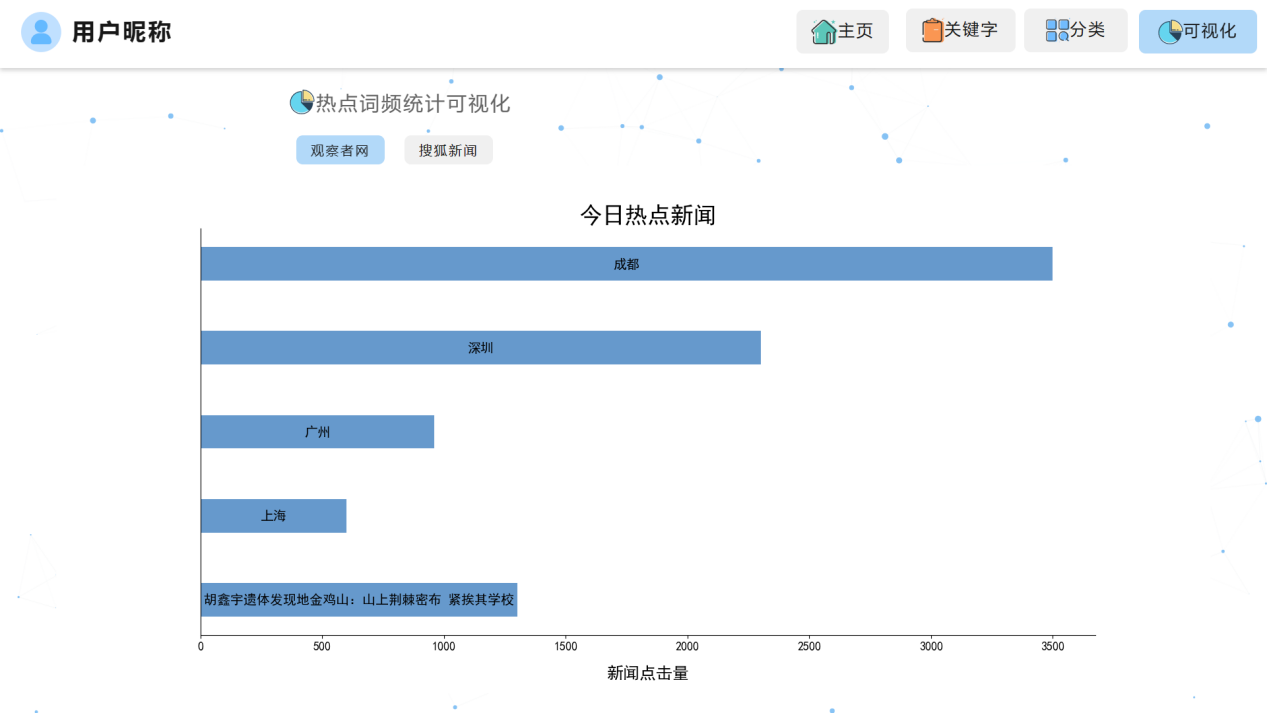 用户昵称
主页
关键字
分类
可视化
热点词频统计可视化
观察者网
搜狐新闻
今日热点新闻
成都
深圳
广州
上海
胡鑫宇遗体发现地金鸡山：山上荆棘密布 紧挨其学校
0 500 1000 1500 2000 2500 3000 3500
新闻点击量